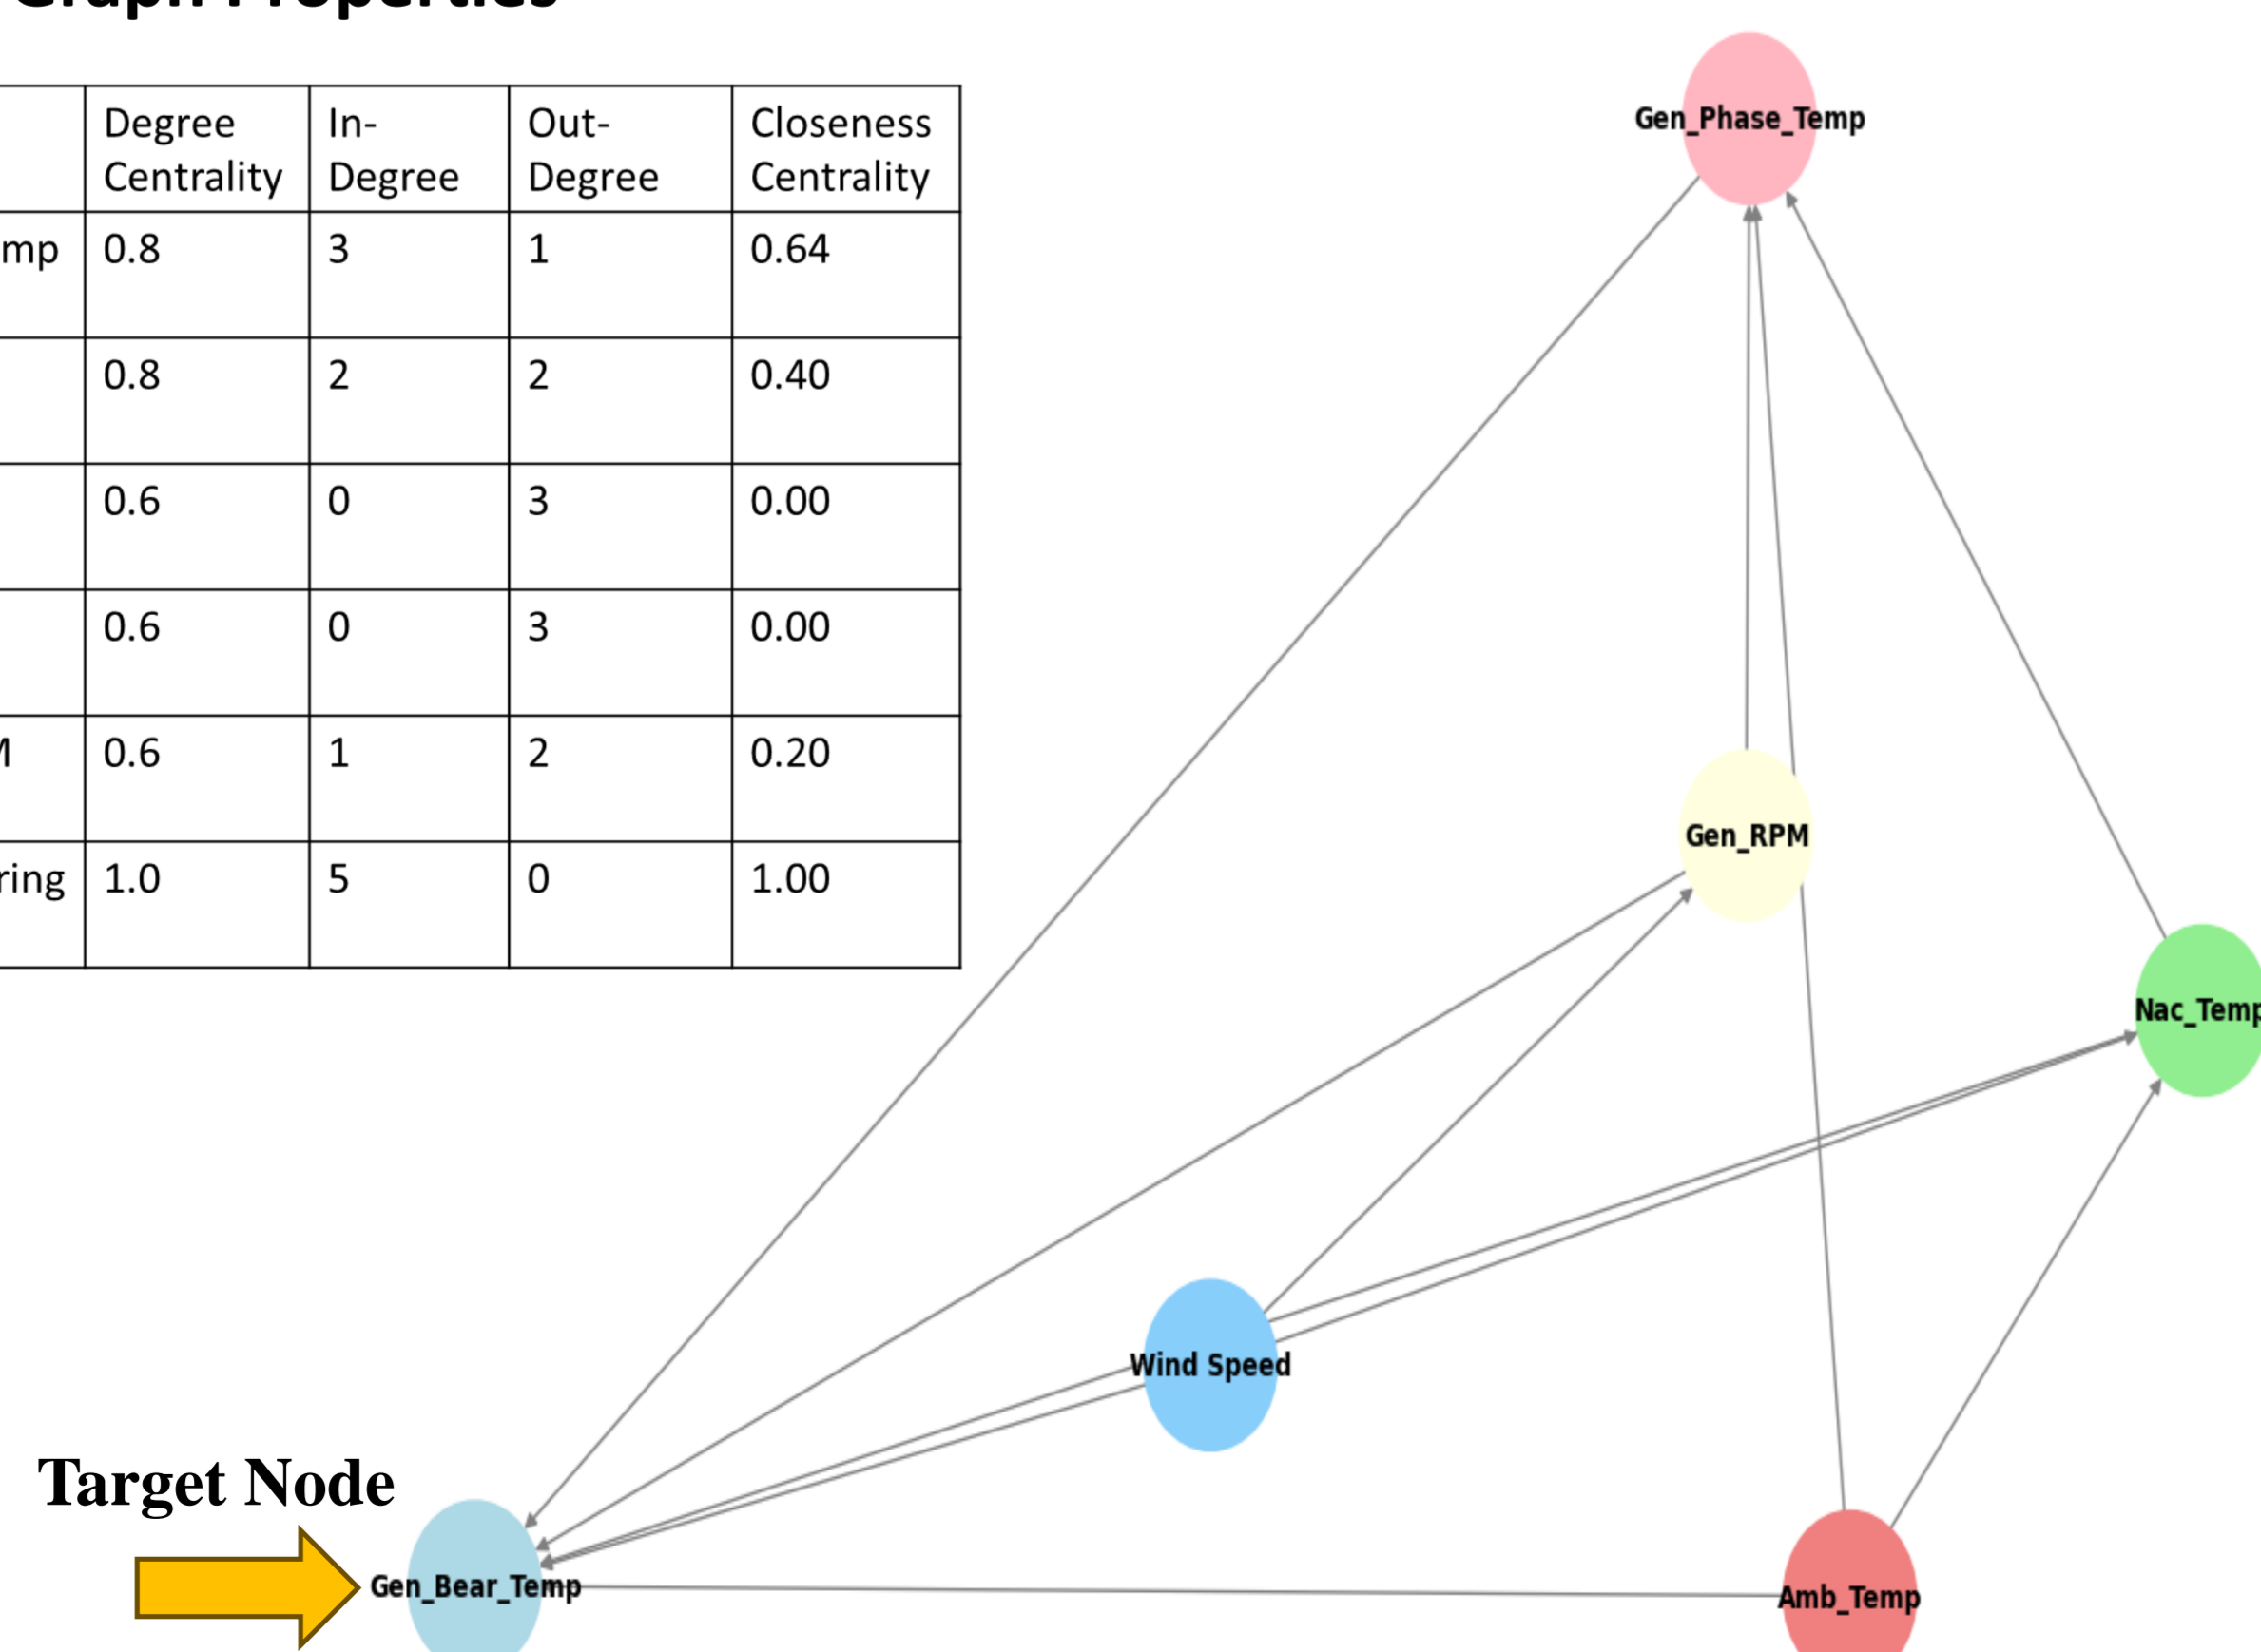 Graph Properties
Degree Centrality In-Degree Out-Degree Closeness Centrality
mp 0.8 3 1 0.64
0.8 2 2 0.40
0.6 0 3 0.00
0.6 0 3 0.00
M 0.6 1 2 0.20
ring 1.0 5 0 1.00
Gen_Phase_Temp
Gen_RPM
Nac_Temp
Wind Speed
Target Node
Gen_Bear_Temp
Amb_Temp